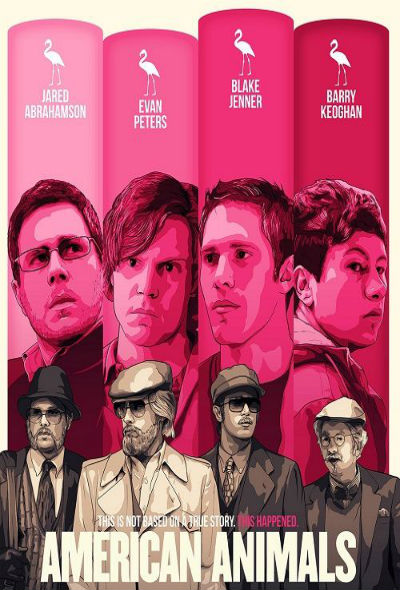 JARED
ABRAHAMSON
EVAN
PETERS
BLAKE
JENNER
BARRY
KEOGHAN
THIS IS NOT BASED ON A TRUE STORY. THIS HAPPENED.
AMERICAN ANIMALS